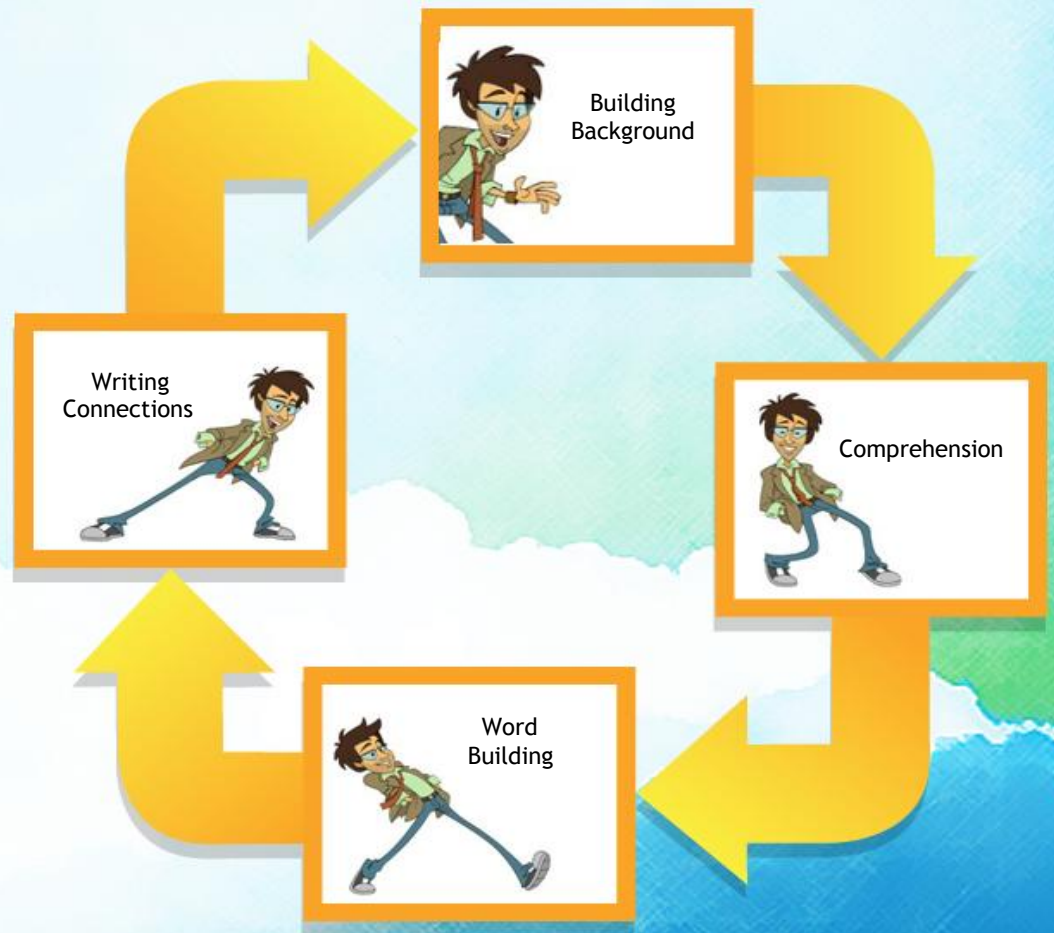 Building
Background
Comprehension
Word
Building
Writing
Connections